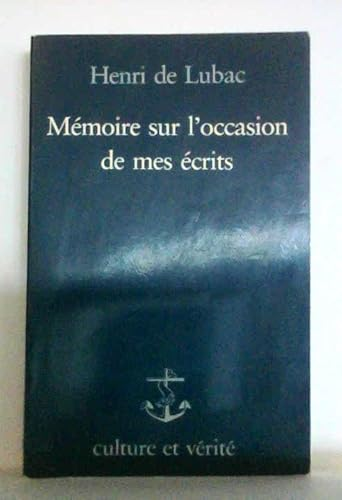 Henri de Lubac
Mémoire sur l'occasion
de mes écrits
culture et vérité